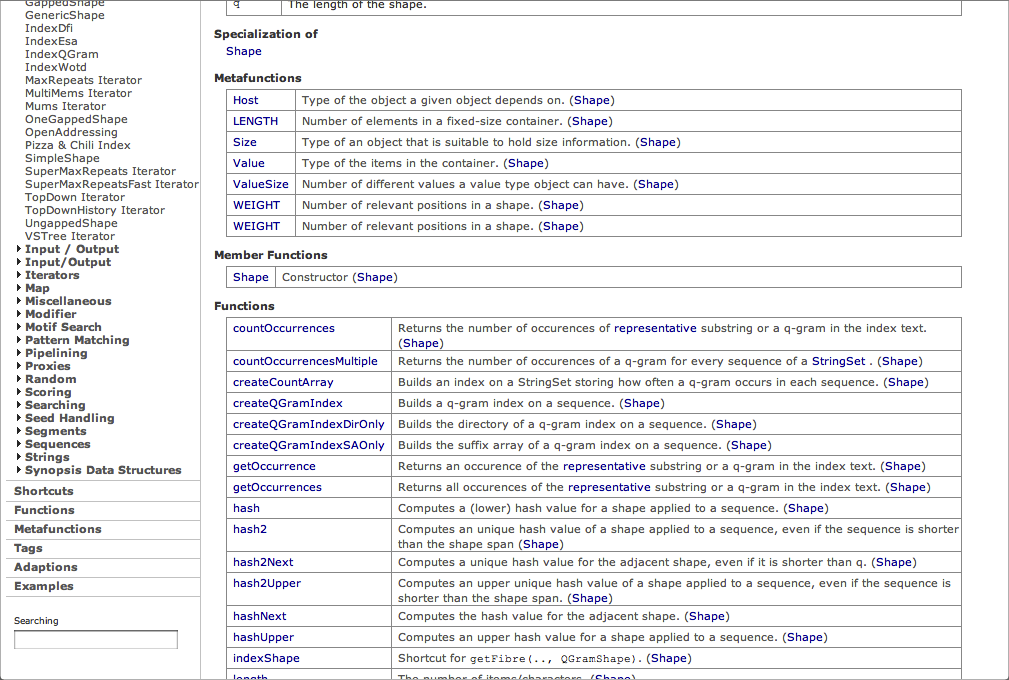 GappedShape
GenericShape
IndexDfi
IndexEsa
IndexQGram
IndexWotd
MaxRepeats Iterator
MultiMems Iterator
Mums Iterator
OneGappedShape
OpenAddressing
Pizza & Chili Index
SimpleShape
SuperMaxRepeats Iterator
SuperMaxRepeatsFast Iterator
TopDown Iterator
TopDownHistory Iterator
UngappedShape
VSTree Iterator
Input / Output
Input/Output
Iterators
Map
Miscellaneous
Modifier
Motif Search
Pattern Matching
Pipelining
Proxies
Random
Scoring
Searching
Seed Handling
Segments
Sequences
Strings
Synopsis Data Structures
Shortcuts
Functions
Metafunctions
Tags
Adaptions
Examples
Searching
q The length of the shape.
Specialization of
Shape
Metafunctions
Host Type of the object a given object depends on. (Shape)
LENGTH Number of elements in a fixed-size container. (Shape)
Size Type of an object that is suitable to hold size information. (Shape)
Value Type of the items in the container. (Shape)
ValueSize Number of different values a value type object can have. (Shape)
WEIGHT Number of relevant positions in a shape. (Shape)
WEIGHT Number of relevant positions in a shape. (Shape)
Member Functions
Shape Constructor (Shape)
Functions
countOccurrences Returns the number of occurences of representative substring or a q-gram in the index text.
(Shape)
countOccurrencesMultiple Returns the number of occurences of a q-gram for every sequence of a StringSet . (Shape)
createCountArray Builds an index on a StringSet storing how often a q-gram occurs in each sequence. (Shape)
createQGramIndex Builds a q-gram index on a sequence. (Shape)
createQGramIndexDirOnly Builds the directory of a q-gram index on a sequence. (Shape)
createQGramIndexSAOnly Builds the suffix array of a q-gram index on a sequence. (Shape)
getOccurrence Returns an occurence of the representative substring or a q-gram in the index text. (Shape)
getOccurrences Returns all occurences of the representative substring or a q-gram in the index text. (Shape)
hash Computes a (lower) hash value for a shape applied to a sequence. (Shape)
hash2 Computes an unique hash value of a shape applied to a sequence, even if the sequence is shorter
than the shape span (Shape)
hash2Next Computes a unique hash value for the adjacent shape, even if it is shorter than q. (Shape)
hash2Upper Computes an upper unique hash value of a shape applied to a sequence, even if the sequence is
shorter than the shape span. (Shape)
hashNext Computes the hash value for the adjacent shape. (Shape)
hashUpper Computes an upper hash value for a shape applied to a sequence. (Shape)
indexShape Shortcut for getFibre(.., QGramShape). (Shape)
length The number of items/characters. (Shape)